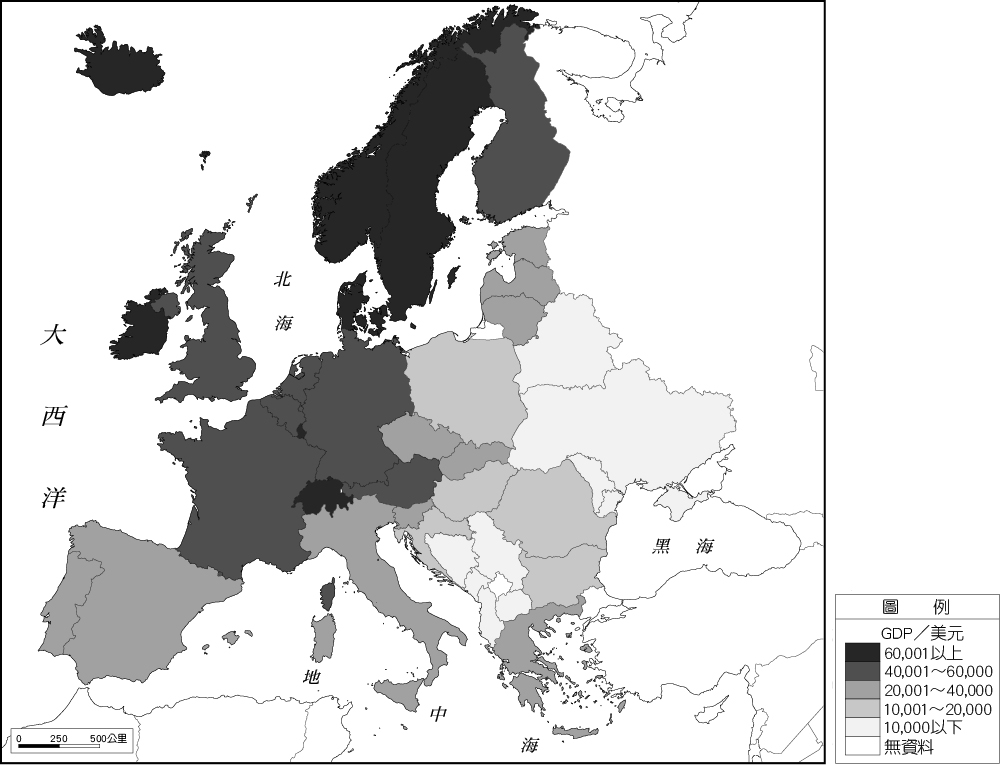 北海
大西洋
黑海
地中海
0 250 500公里
圖例
GDP／美元
60,001以上
40,001～60,000
20,001～40,000
10,001～20,000
10,000以下
無資料